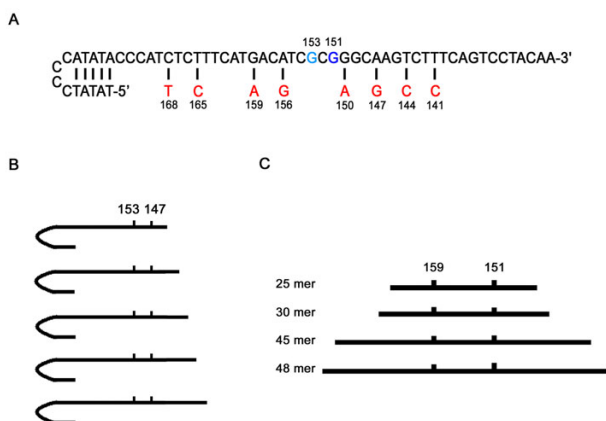 A
153 151
CATATACCCATCTCTTTCATGACATCGCGGGCAAGTCTTTCAGTCCTACAA-3'
C
C
CTATAT-5' T C A G A G C C
168 165 159 156 150 147 144 141
B
C
153 147
159 151
25 mer
30 mer
45 mer
48 mer